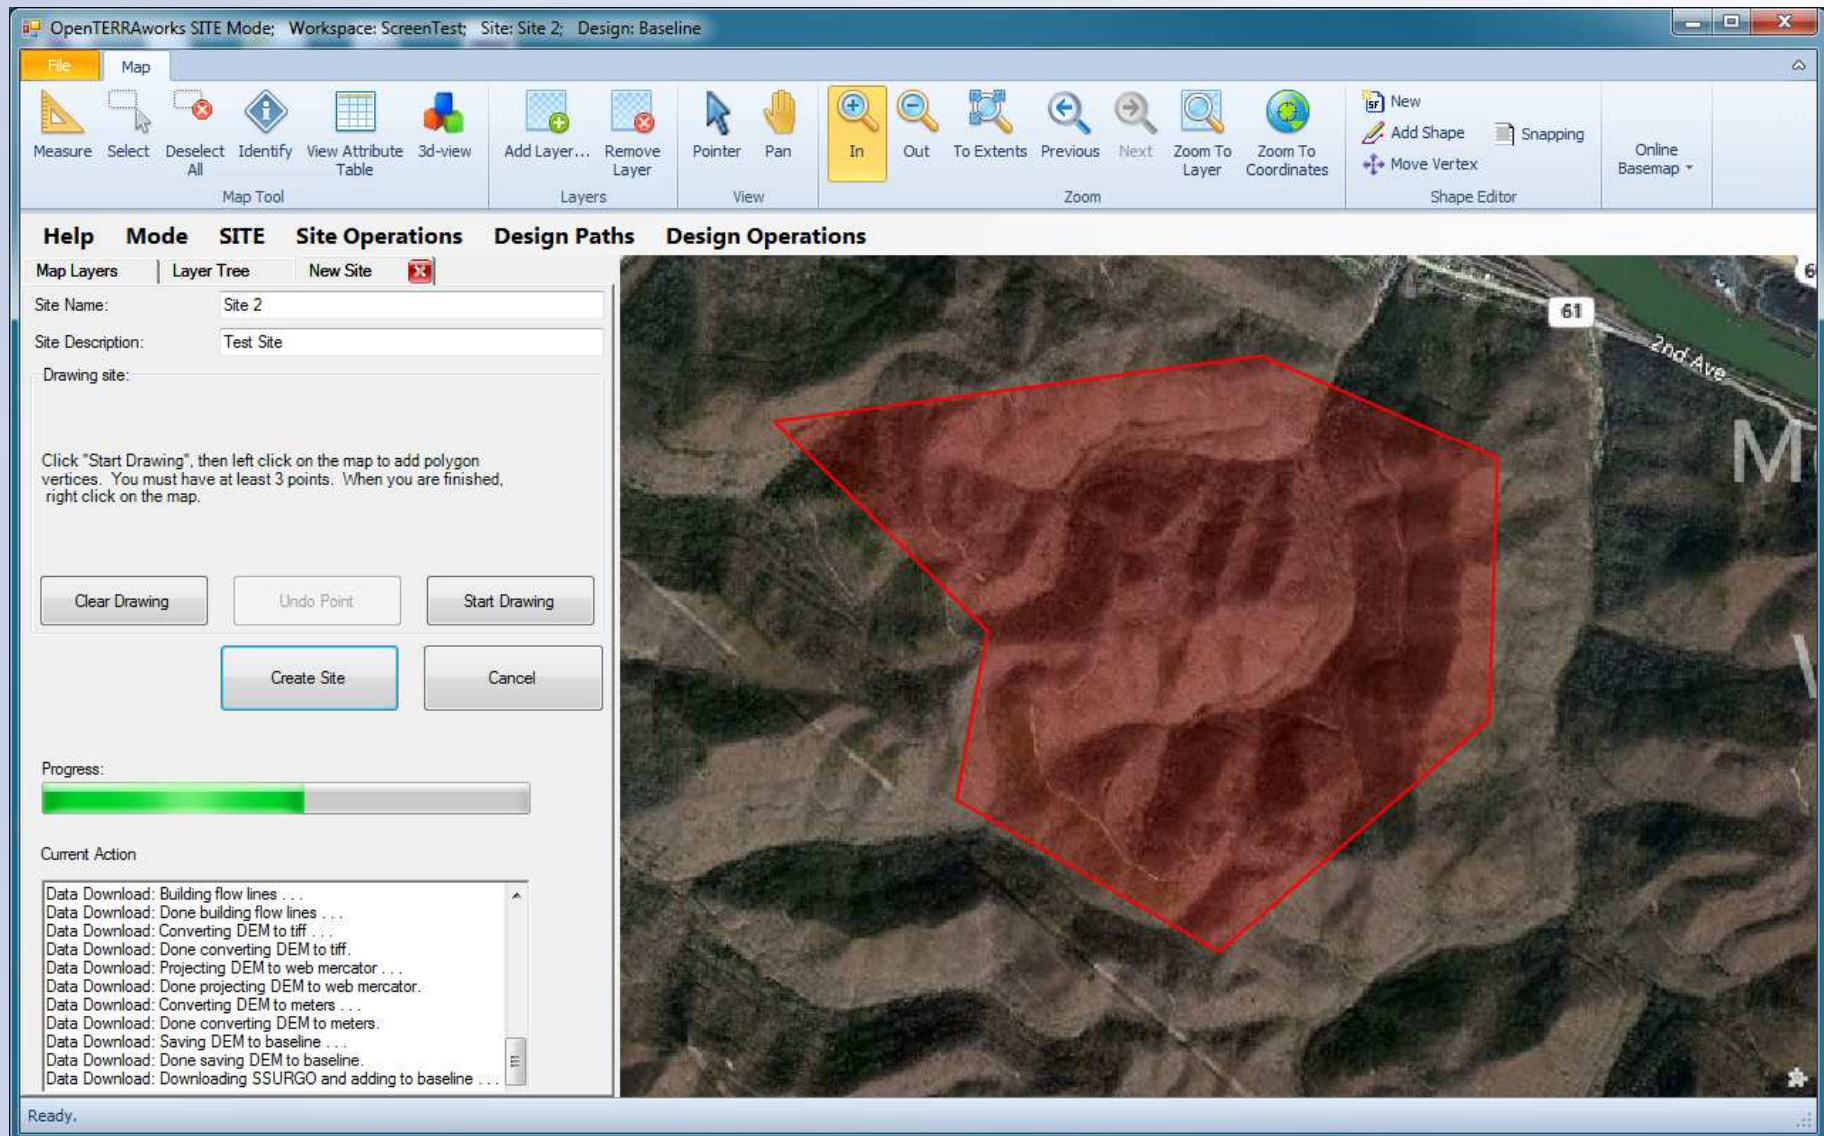 OpenTERRAworks SITE Mode;   Workspace: ScreenTest;   Site: Site 2;   Design: Baseline
File Map
Measure Select Deselect All Identify View Attribute Table 3d-view
Map Tool
Add Layer... Remove Layer
Layers
Pointer Pan
View
In Out To Extents Previous Next Zoom To Layer Zoom To Coordinates
Zoom
New
Add Shape Snapping
Move Vertex
Shape Editor
Online Basemap
Help Mode SITE Site Operations Design Paths Design Operations
Map Layers Layer Tree New Site
Site Name: Site 2
Site Description: Test Site
Drawing site:
Click "Start Drawing", then left click on the map to add polygon
vertices.  You must have at least 3 points.  When you are finished,
right click on the map.
Clear Drawing Undo Point Start Drawing
Create Site Cancel
Progress:
Current Action
Data Download: Building flow lines . . .
Data Download: Done building flow lines . . .
Data Download: Converting DEM to tiff . . .
Data Download: Done converting DEM to tiff.
Data Download: Projecting DEM to web mercator . . .
Data Download: Done projecting DEM to web mercator.
Data Download: Converting DEM to meters . . .
Data Download: Done converting DEM to meters.
Data Download: Saving DEM to baseline . . .
Data Download: Done saving DEM to baseline.
Data Download: Downloading SSURGO and adding to baseline . . .
61
2nd Ave
M
Ready.